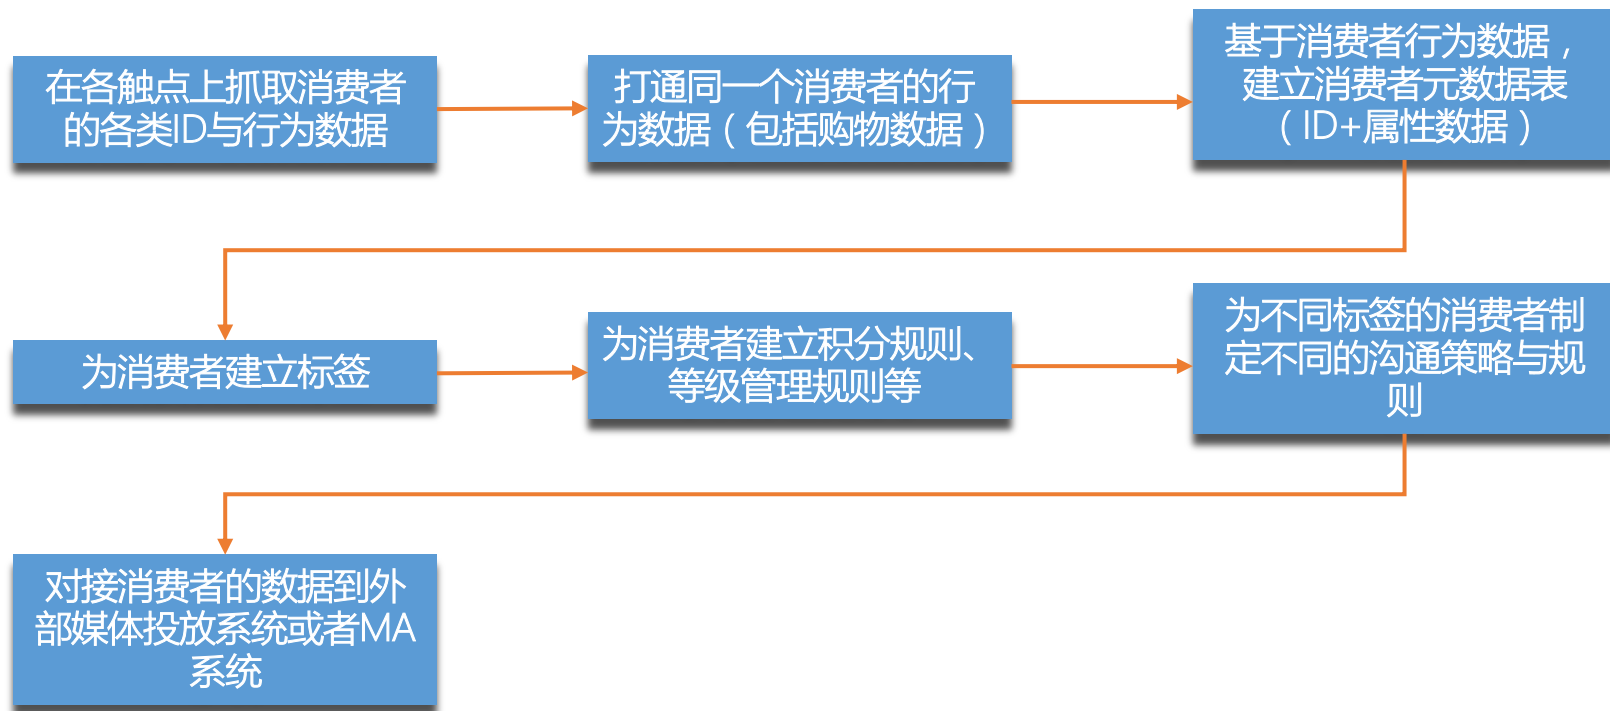 在各触点上抓取消费者
的各类ID与行为数据
打通同一个消费者的行
为数据（包括购物数据）
基于消费者行为数据，
建立消费者元数据表
（ID+属性数据）
为消费者建立标签
为消费者建立积分规则、
等级管理规则等
为不同标签的消费者制
定不同的沟通策略与规
则
对接消费者的数据到外
部媒体投放系统或者MA
系统